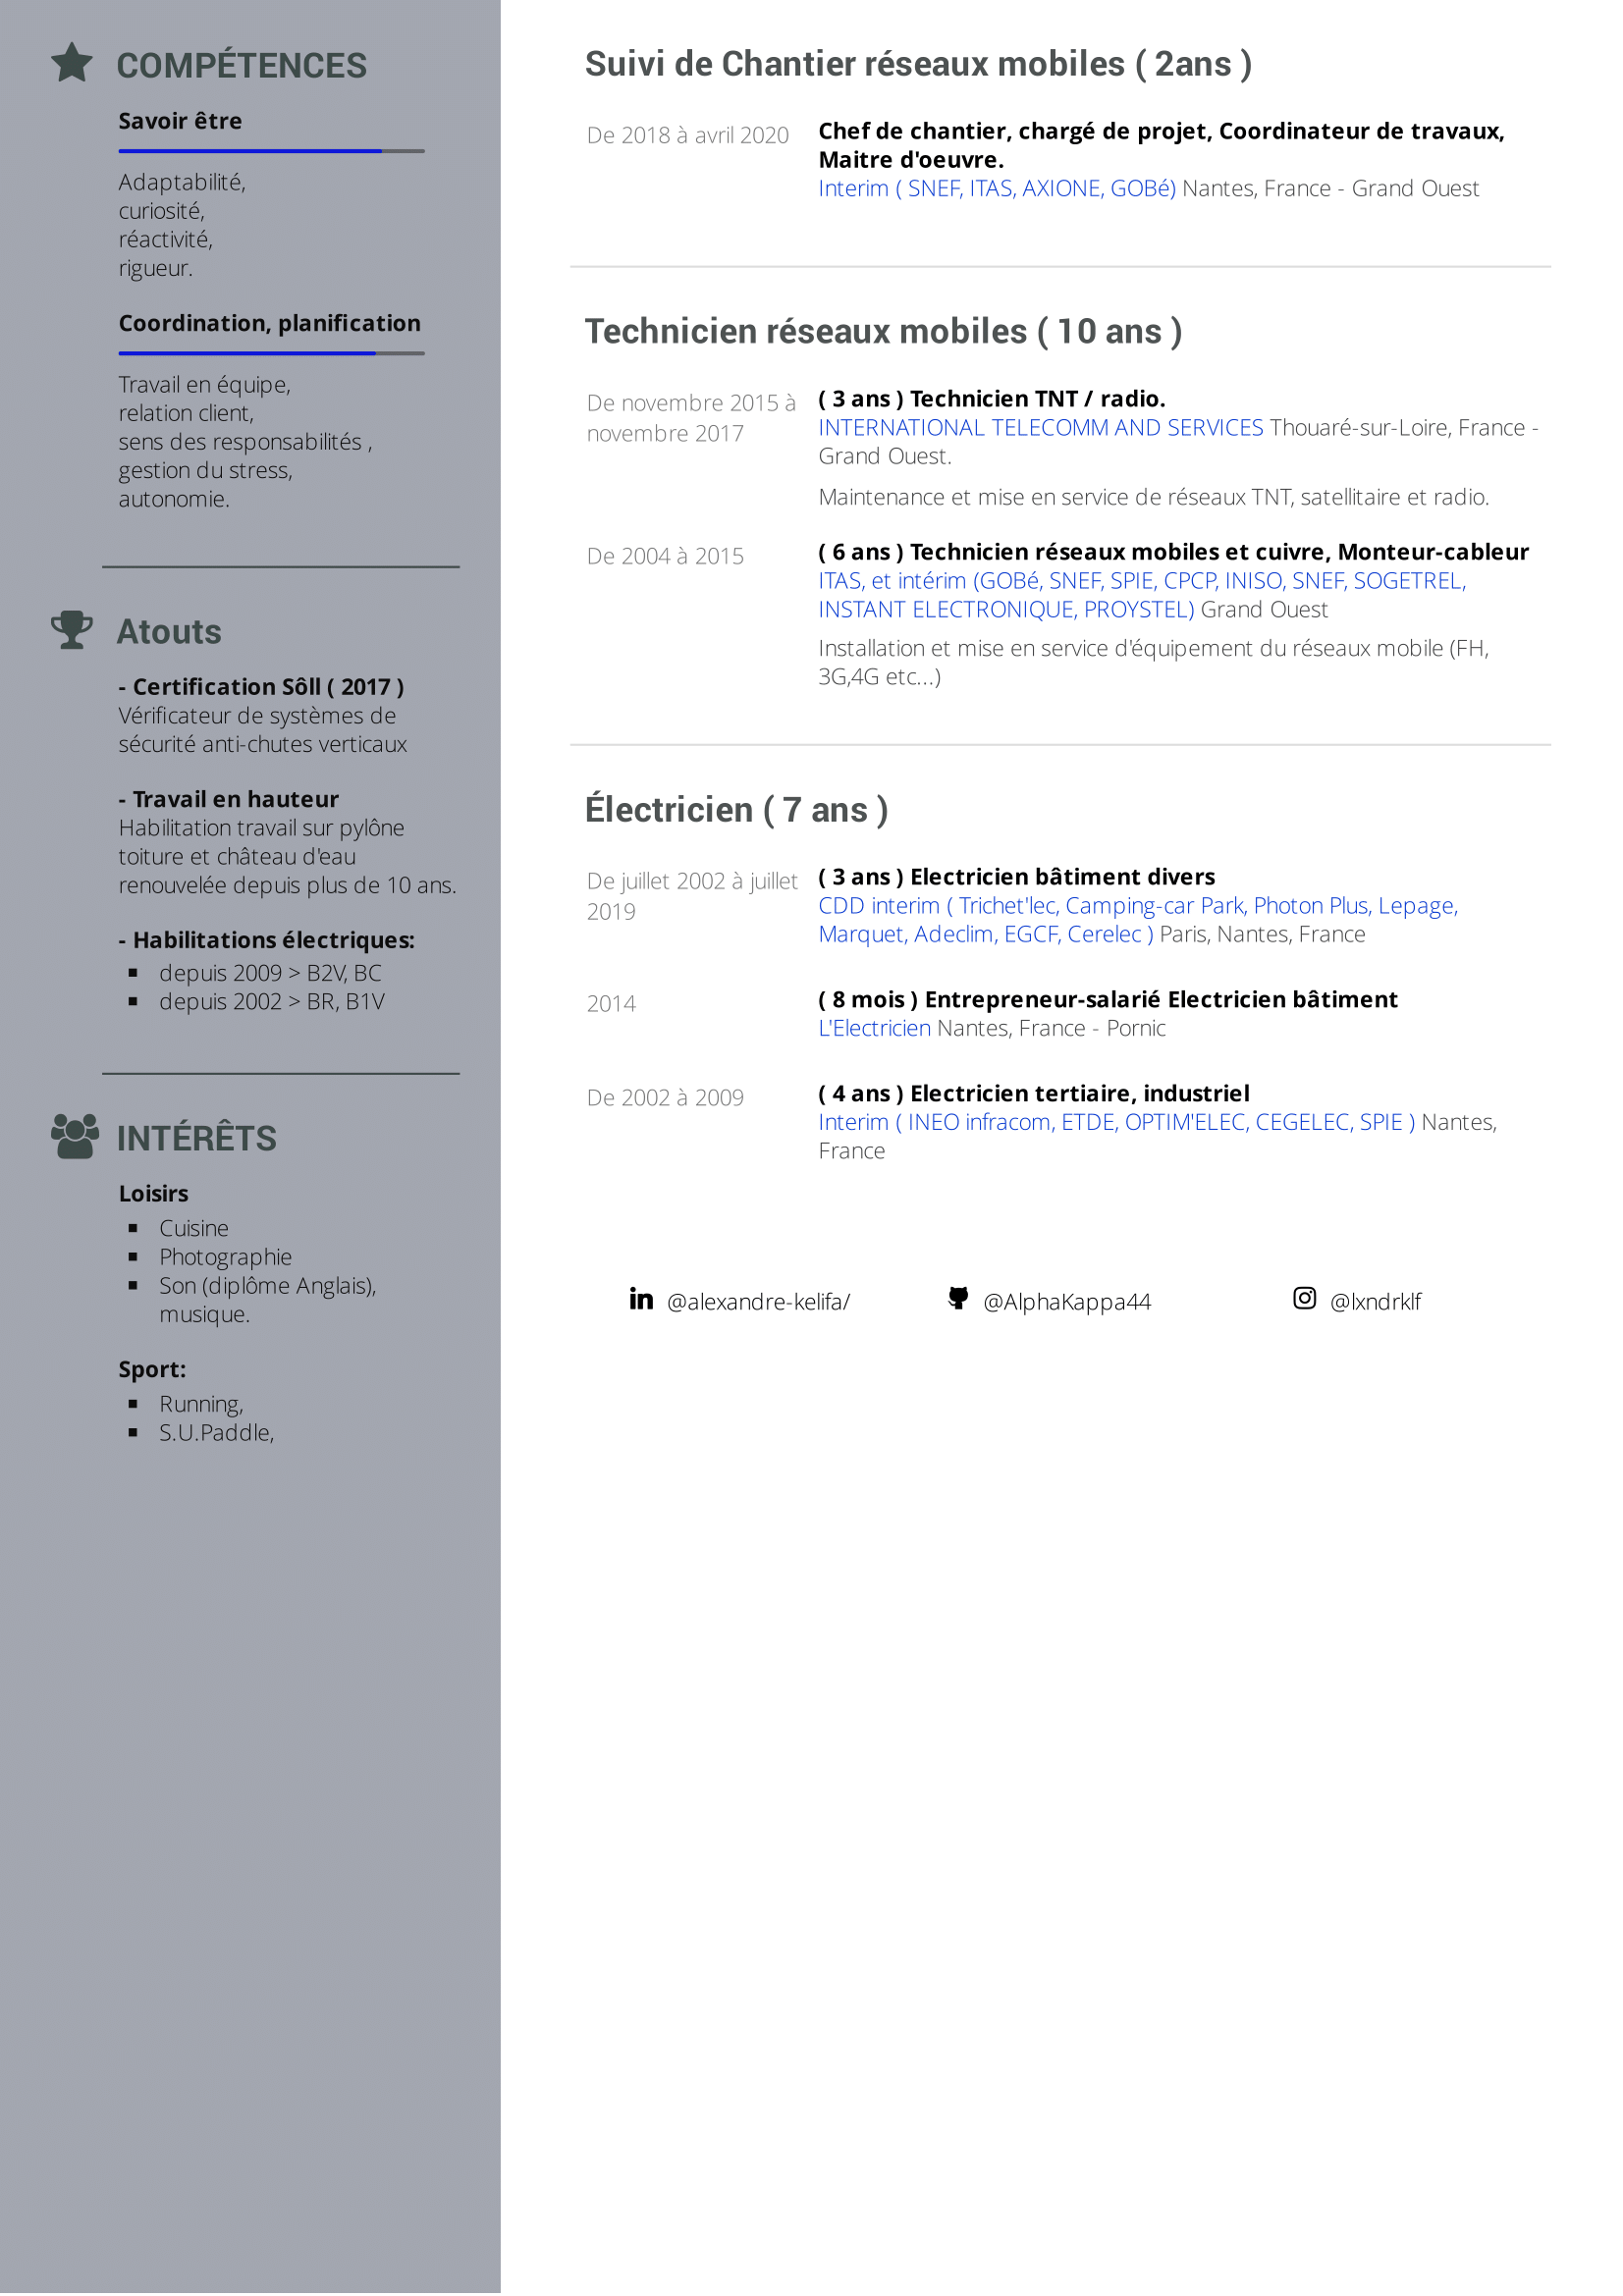 COMPÉTENCES
Savoir être
Adaptabilité,
curiosité,
réactivité,
rigueur.
Coordination, planification
Travail en équipe,
relation client,
sens des responsabilités ,
gestion du stress,
autonomie.
Atouts
- Certification Sôll ( 2017 )
Vérificateur de systèmes de
sécurité anti-chutes verticaux
- Travail en hauteur
Habilitation travail sur pylône
toiture et château d'eau
renouvelée depuis plus de 10 ans.
- Habilitations électriques:
▪ depuis 2009 > B2V, BC
▪ depuis 2002 > BR, B1V
INTÉRÊTS
Loisirs
▪ Cuisine
▪ Photographie
▪ Son (diplôme Anglais),
musique.
Sport:
▪ Running,
▪ S.U.Paddle,
Suivi de Chantier réseaux mobiles ( 2ans )
De 2018 à avril 2020
Chef de chantier, chargé de projet, Coordinateur de travaux,
Maitre d'oeuvre.
Interim ( SNEF, ITAS, AXIONE, GOBé) Nantes, France - Grand Ouest
Technicien réseaux mobiles ( 10 ans )
De novembre 2015 à
novembre 2017
( 3 ans ) Technicien TNT / radio.
INTERNATIONAL TELECOMM AND SERVICES Thouaré-sur-Loire, France -
Grand Ouest.
Maintenance et mise en service de réseaux TNT, satellitaire et radio.
De 2004 à 2015
( 6 ans ) Technicien réseaux mobiles et cuivre, Monteur-cableur
ITAS, et intérim (GOBé, SNEF, SPIE, CPCP, INISO, SNEF, SOGETREL,
INSTANT ELECTRONIQUE, PROYSTEL) Grand Ouest
Installation et mise en service d'équipement du réseaux mobile (FH,
3G,4G etc...)
Électricien ( 7 ans )
De juillet 2002 à juillet
2019
( 3 ans ) Electricien bâtiment divers
CDD interim ( Trichet'lec, Camping-car Park, Photon Plus, Lepage,
Marquet, Adeclim, EGCF, Cerelec ) Paris, Nantes, France
2014
( 8 mois ) Entrepreneur-salarié Electricien bâtiment
L'Electricien Nantes, France - Pornic
De 2002 à 2009
( 4 ans ) Electricien tertiaire, industriel
Interim ( INEO infracom, ETDE, OPTIM'ELEC, CEGELEC, SPIE ) Nantes,
France
@alexandre-kelifa/ @AlphaKappa44 @lxndrklf